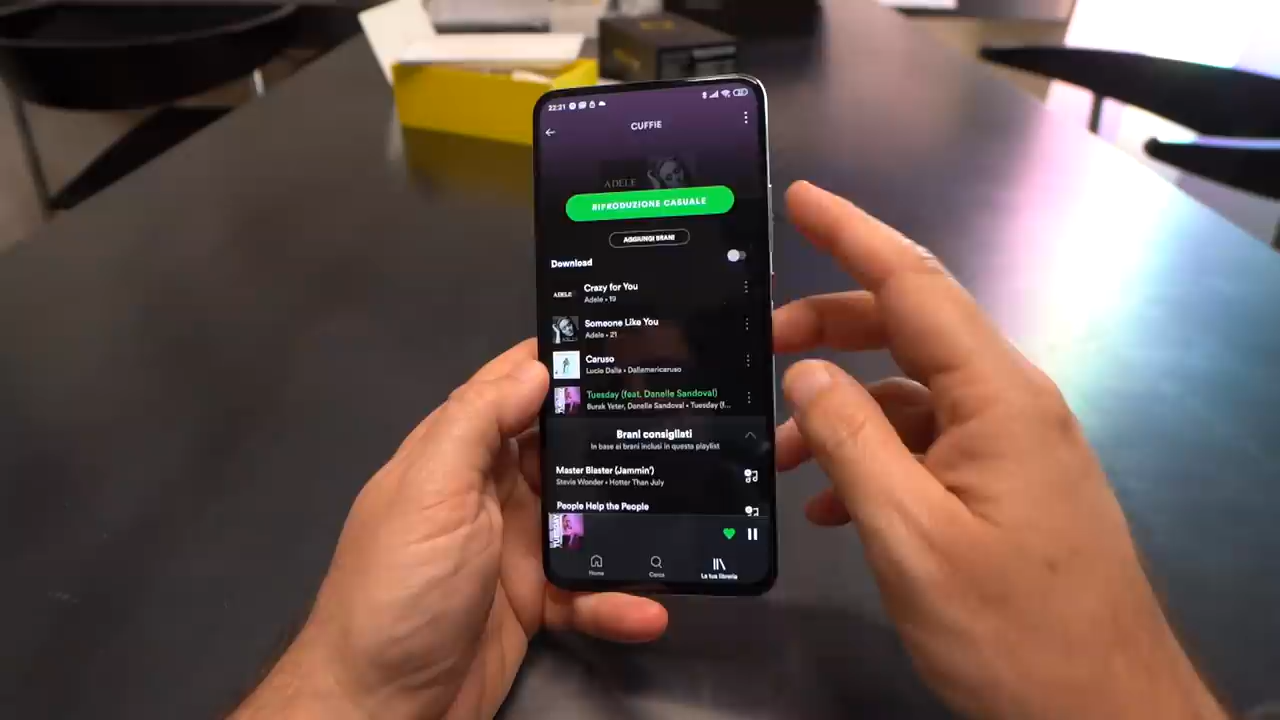 22:21
CUFFIE
ADELE
RIPRODUZIONE CASUALE
AGGIUNGI BRANI
Download
Crazy for You
ADELE
Adele • 19
Someone Like You
Adele • 21
Caruso
Lucio Dalla • Dallamericaruso
Tuesday (feat. Danelle Sandoval)
Burak Yeter, Danelle Sandoval • Tuesday (f...
Brani consigliati
In base ai brani inclusi in questa playlist
Master Blaster (Jammin')
Stevie Wonder • Hotter Than July
People Help the People
TUESDAY
Home
Cerca
La tua libreria